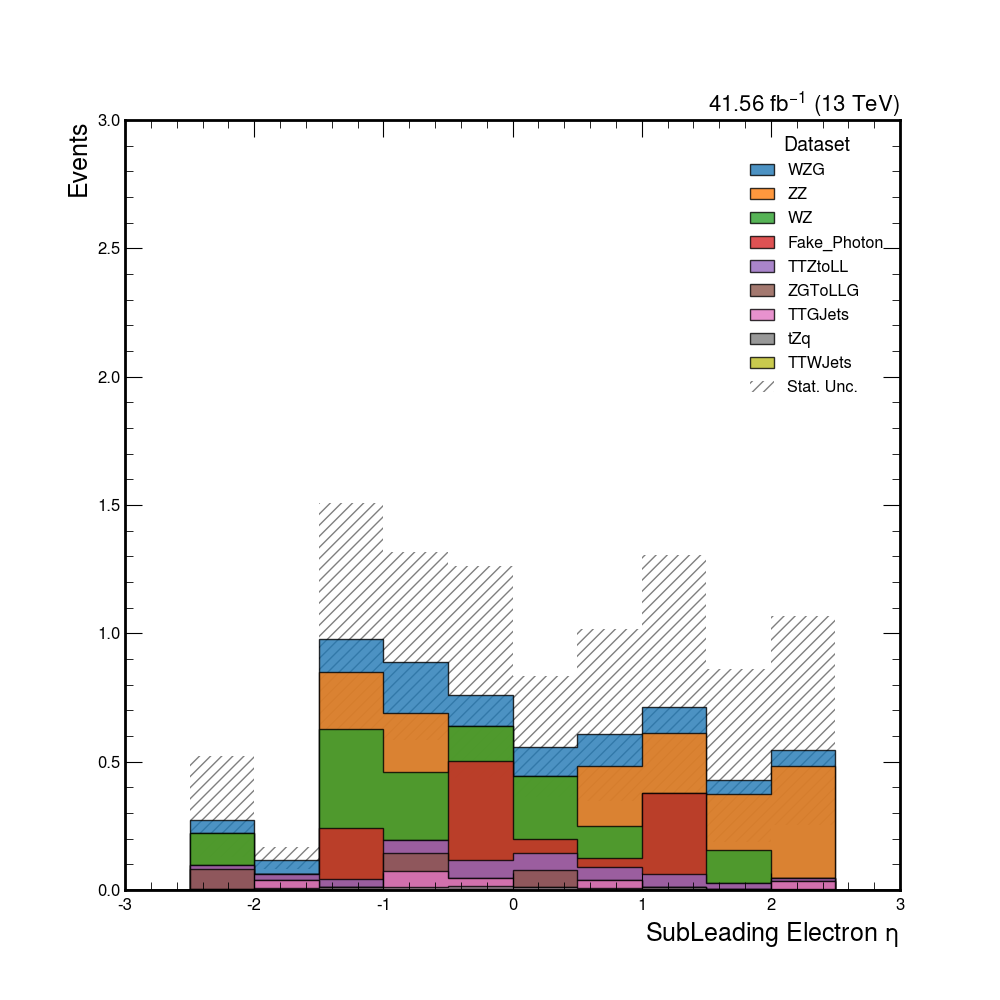 41.56 fb⁻¹ (13 TeV)
Events
3.0
2.5
2.0
1.5
1.0
0.5
0.0
Dataset
WZG
ZZ
WZ
Fake_Photon
TTZtoLL
ZGToLLG
TTGJets
tZq
TTWJets
Stat. Unc.
-3 -2 -1 0 1 2 3
SubLeading Electron η